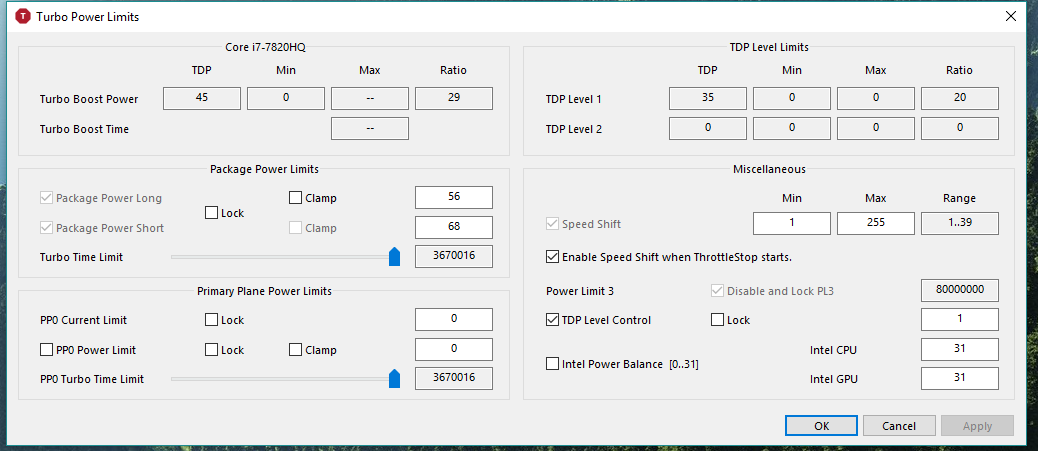 T Turbo Power Limits
Core i7-7820HQ
TDP Min Max Ratio
Turbo Boost Power 45 0 -- 29
Turbo Boost Time --
Package Power Limits
Package Power Long Clamp 56
Lock
Package Power Short Clamp 68
Turbo Time Limit 3670016
Primary Plane Power Limits
PP0 Current Limit Lock 0
PP0 Power Limit Lock Clamp 0
PP0 Turbo Time Limit 3670016
TDP Level Limits
TDP Min Max Ratio
TDP Level 1 35 0 0 20
TDP Level 2 0 0 0 0
Miscellaneous
Min Max Range
Speed Shift 1 255 1..39
Enable Speed Shift when ThrottleStop starts.
Power Limit 3 Disable and Lock PL3 80000000
TDP Level Control Lock 1
Intel CPU 31
Intel Power Balance [0..31]
Intel GPU 31
OK Cancel Apply